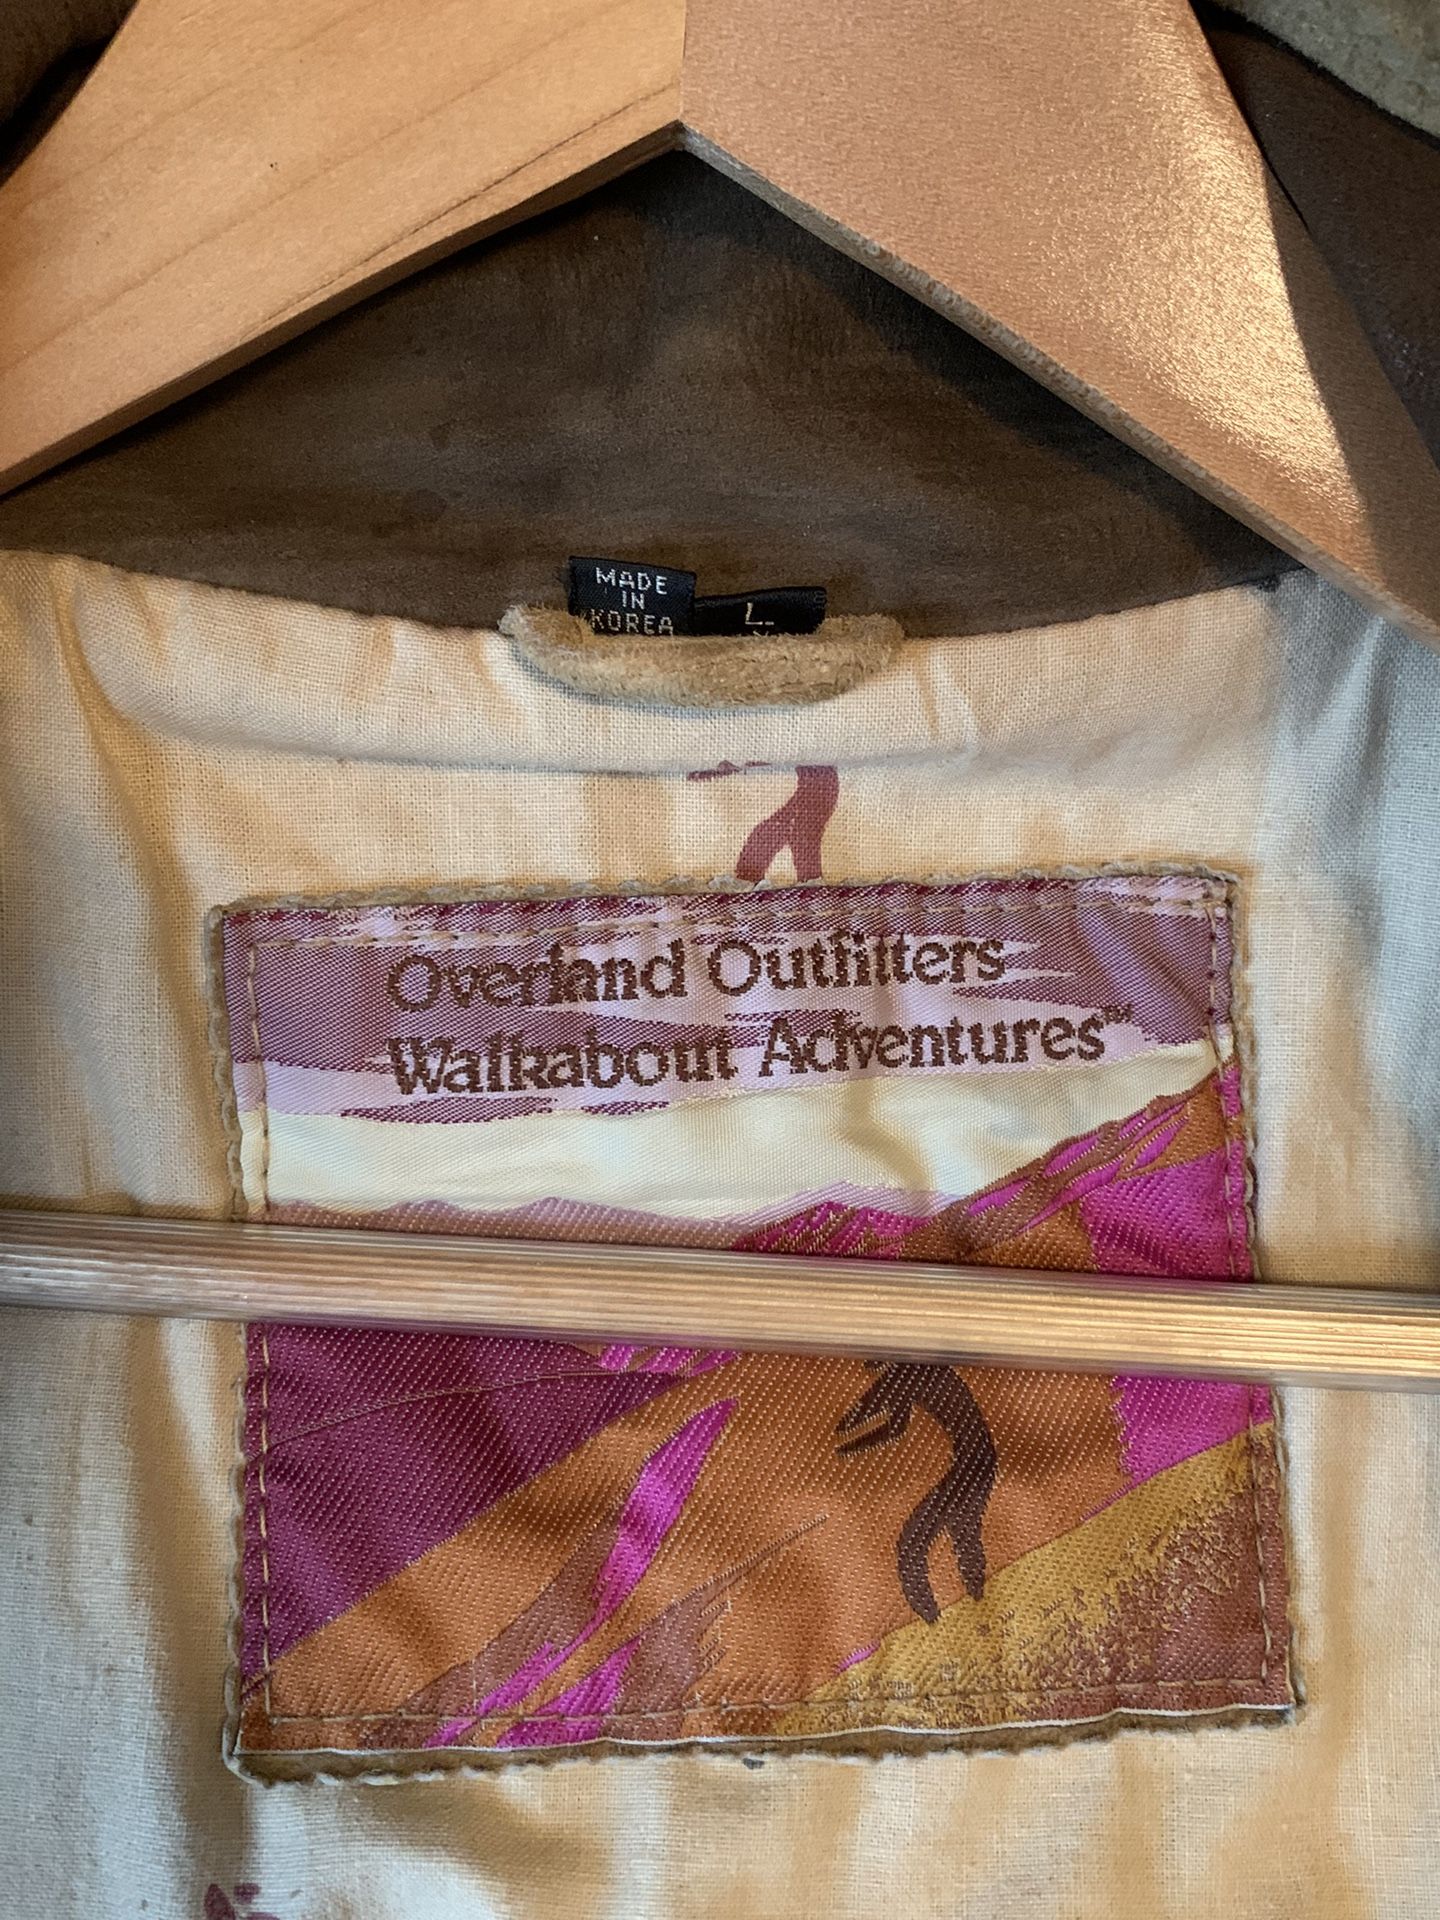 MADE
IN
KOREA
L
Overland Outfitters
Walkabout Adventures™